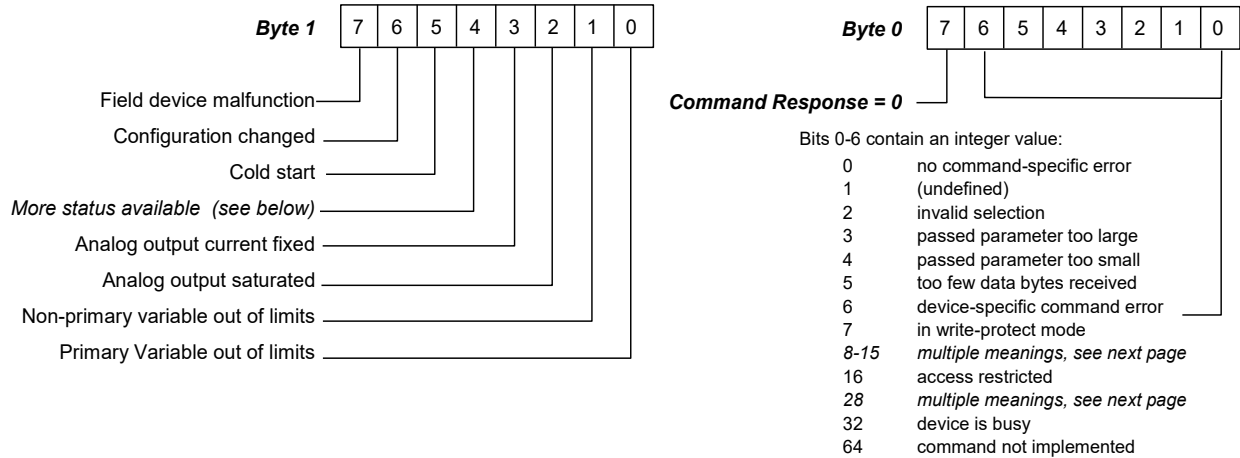 Byte 1
7 6 5 4 3 2 1 0
Field device malfunction
Configuration changed
Cold start
More status available (see below)
Analog output current fixed
Analog output saturated
Non-primary variable out of limits
Primary Variable out of limits
Byte 0
7 6 5 4 3 2 1 0
Command Response = 0
Bits 0-6 contain an integer value:
0 no command-specific error
1 (undefined)
2 invalid selection
3 passed parameter too large
4 passed parameter too small
5 too few data bytes received
6 device-specific command error
7 in write-protect mode
8-15 multiple meanings, see next page
16 access restricted
28 multiple meanings, see next page
32 device is busy
64 command not implemented